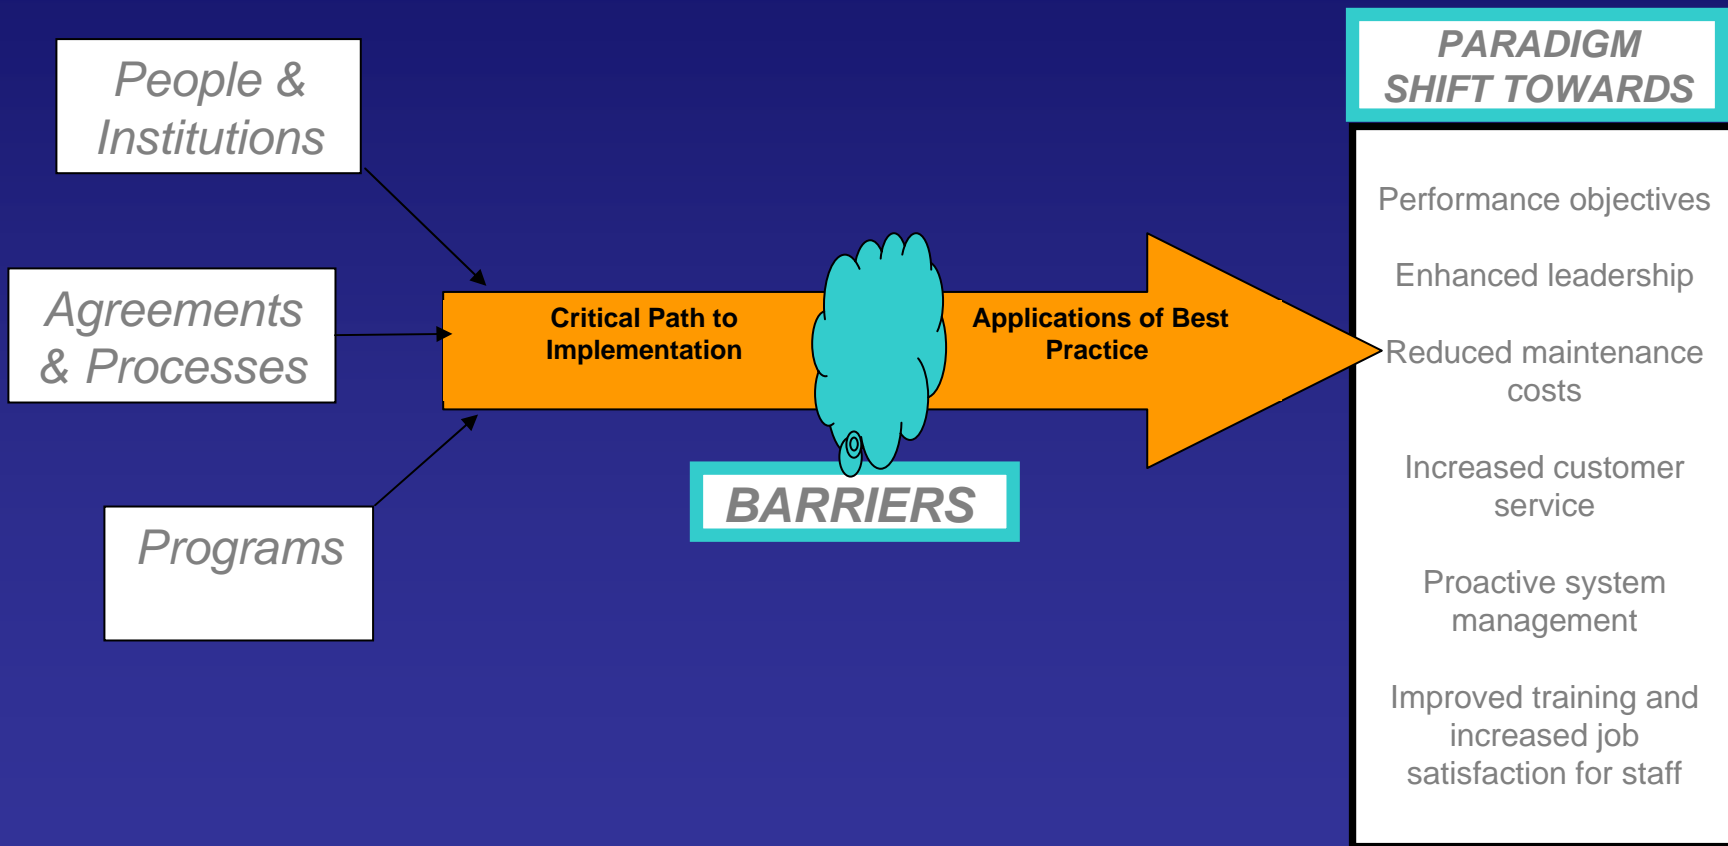 People &
Institutions
Agreements
& Processes
Programs
Critical Path to
Implementation
BARRIERS
Applications of Best
Practice
PARADIGM
SHIFT TOWARDS
Performance objectives
Enhanced leadership
Reduced maintenance
costs
Increased customer
service
Proactive system
management
Improved training and
increased job
satisfaction for staff